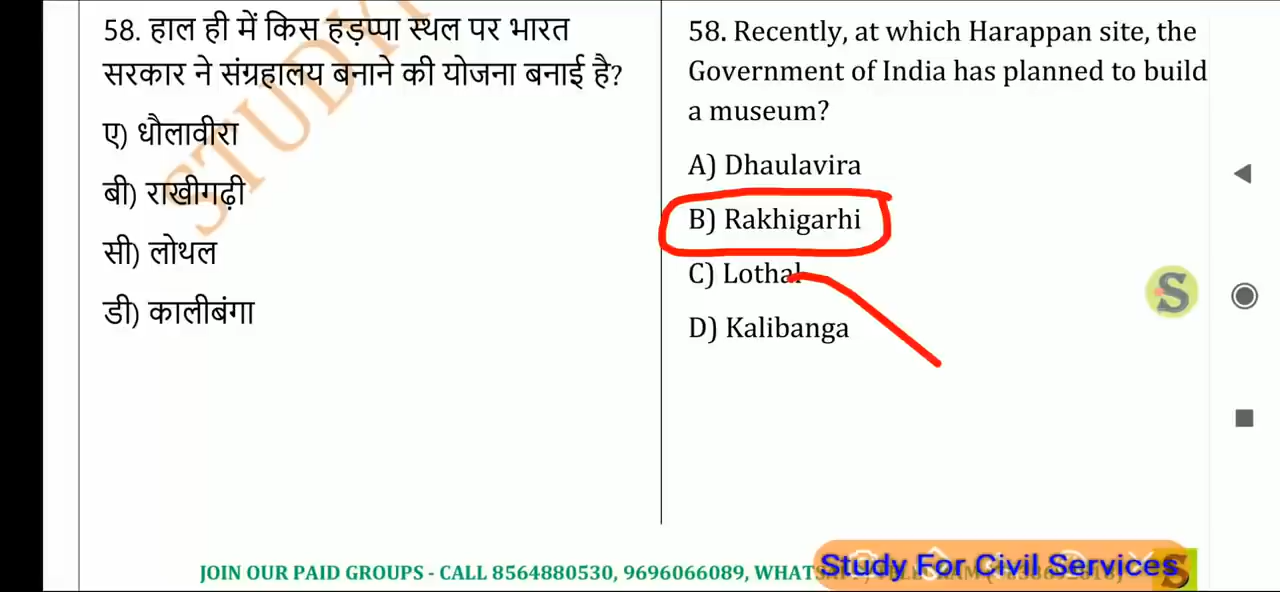 58. हाल ही में किस हड़प्पा स्थल पर भारत
सरकार ने संग्रहालय बनाने की योजना बनाई है?
ए) धौलावीरा
बी) राखीगढ़ी
सी) लोथल
डी) कालीबंगा
58. Recently, at which Harappan site, the
Government of India has planned to build
a museum?
A) Dhaulavira
B) Rakhigarhi
C) Lothal
D) Kalibanga
S
JOIN OUR PAID GROUPS - CALL 8564880530, 9696066089,
Study For Civil Services
S